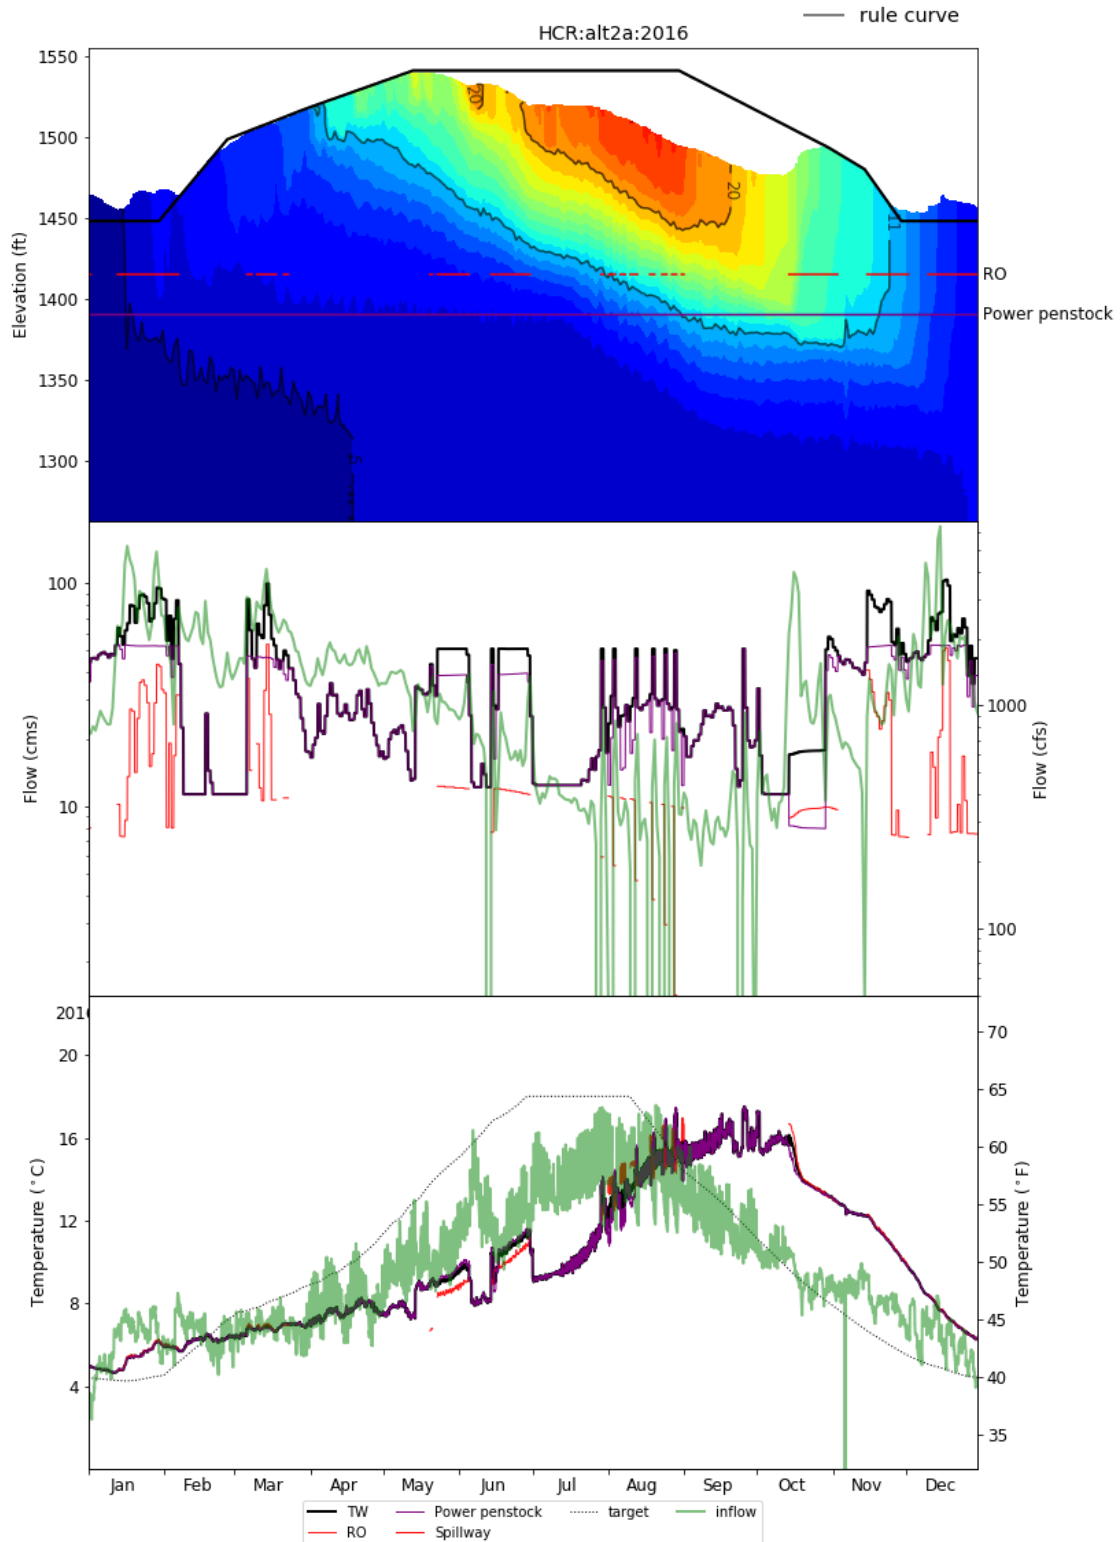 rule curve
HCR:alt2a:2016
1550
1500
1450
1400
1350
1300
Elevation (ft)
20
20
11
5
RO
Power penstock
100
10
Flow (cms)
1000
100
Flow (cfs)
2016
20
16
12
8
4
Temperature (°C)
70
65
60
55
50
45
40
35
Temperature (°F)
Jan Feb Mar Apr May Jun Jul Aug Sep Oct Nov Dec
TW Power penstock target inflow
RO Spillway